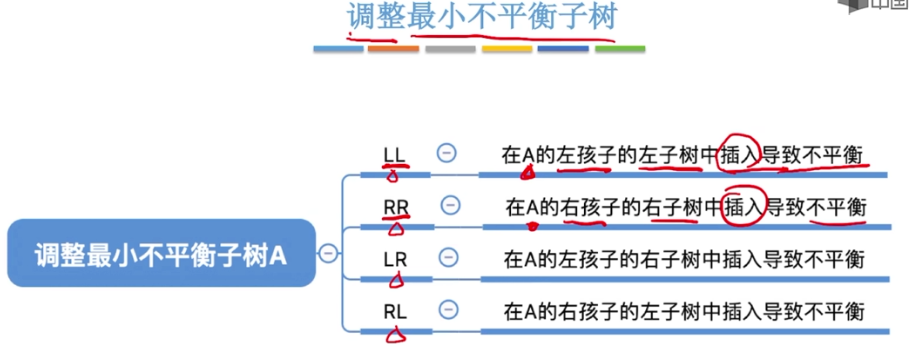 中国
调整最小不平衡子树
LL
在A的左孩子的左子树中插入导致不平衡
RR
在A的右孩子的右子树中插入导致不平衡
调整最小不平衡子树A
LR
在A的左孩子的右子树中插入导致不平衡
RL
在A的右孩子的左子树中插入导致不平衡